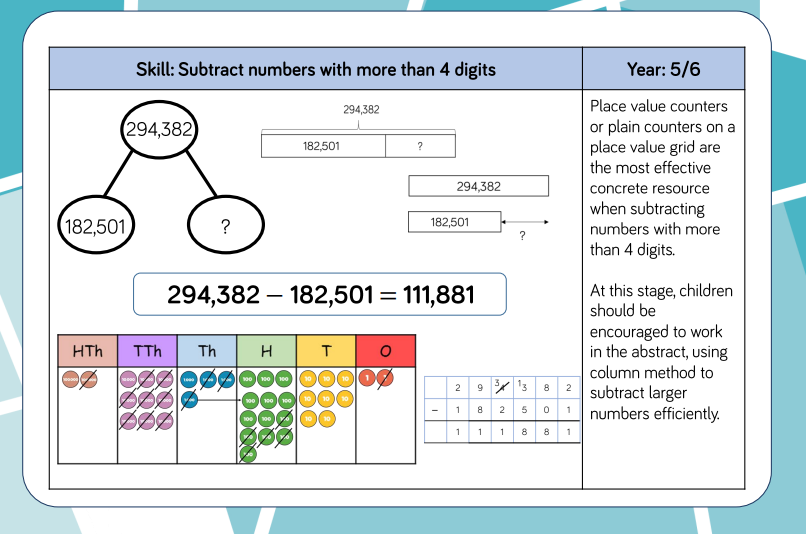 Skill: Subtract numbers with more than 4 digits
Year: 5/6
294,382
182,501
?
294,382
182,501 ?
294,382
182,501
?
294,382 – 182,501 = 111,881
HTh TTh Th H T O
100 100 100 10 10 10 1
100 100 100 10 10 10
100 100 100 10 10
2 9 3 4 1 3 8 2
– 1 8 2 5 0 1
1 1 1 8 8 1
Place value counters
or plain counters on a
place value grid are
the most effective
concrete resource
when subtracting
numbers with more
than 4 digits.
At this stage, children
should be
encouraged to work
in the abstract, using
column method to
subtract larger
numbers efficiently.